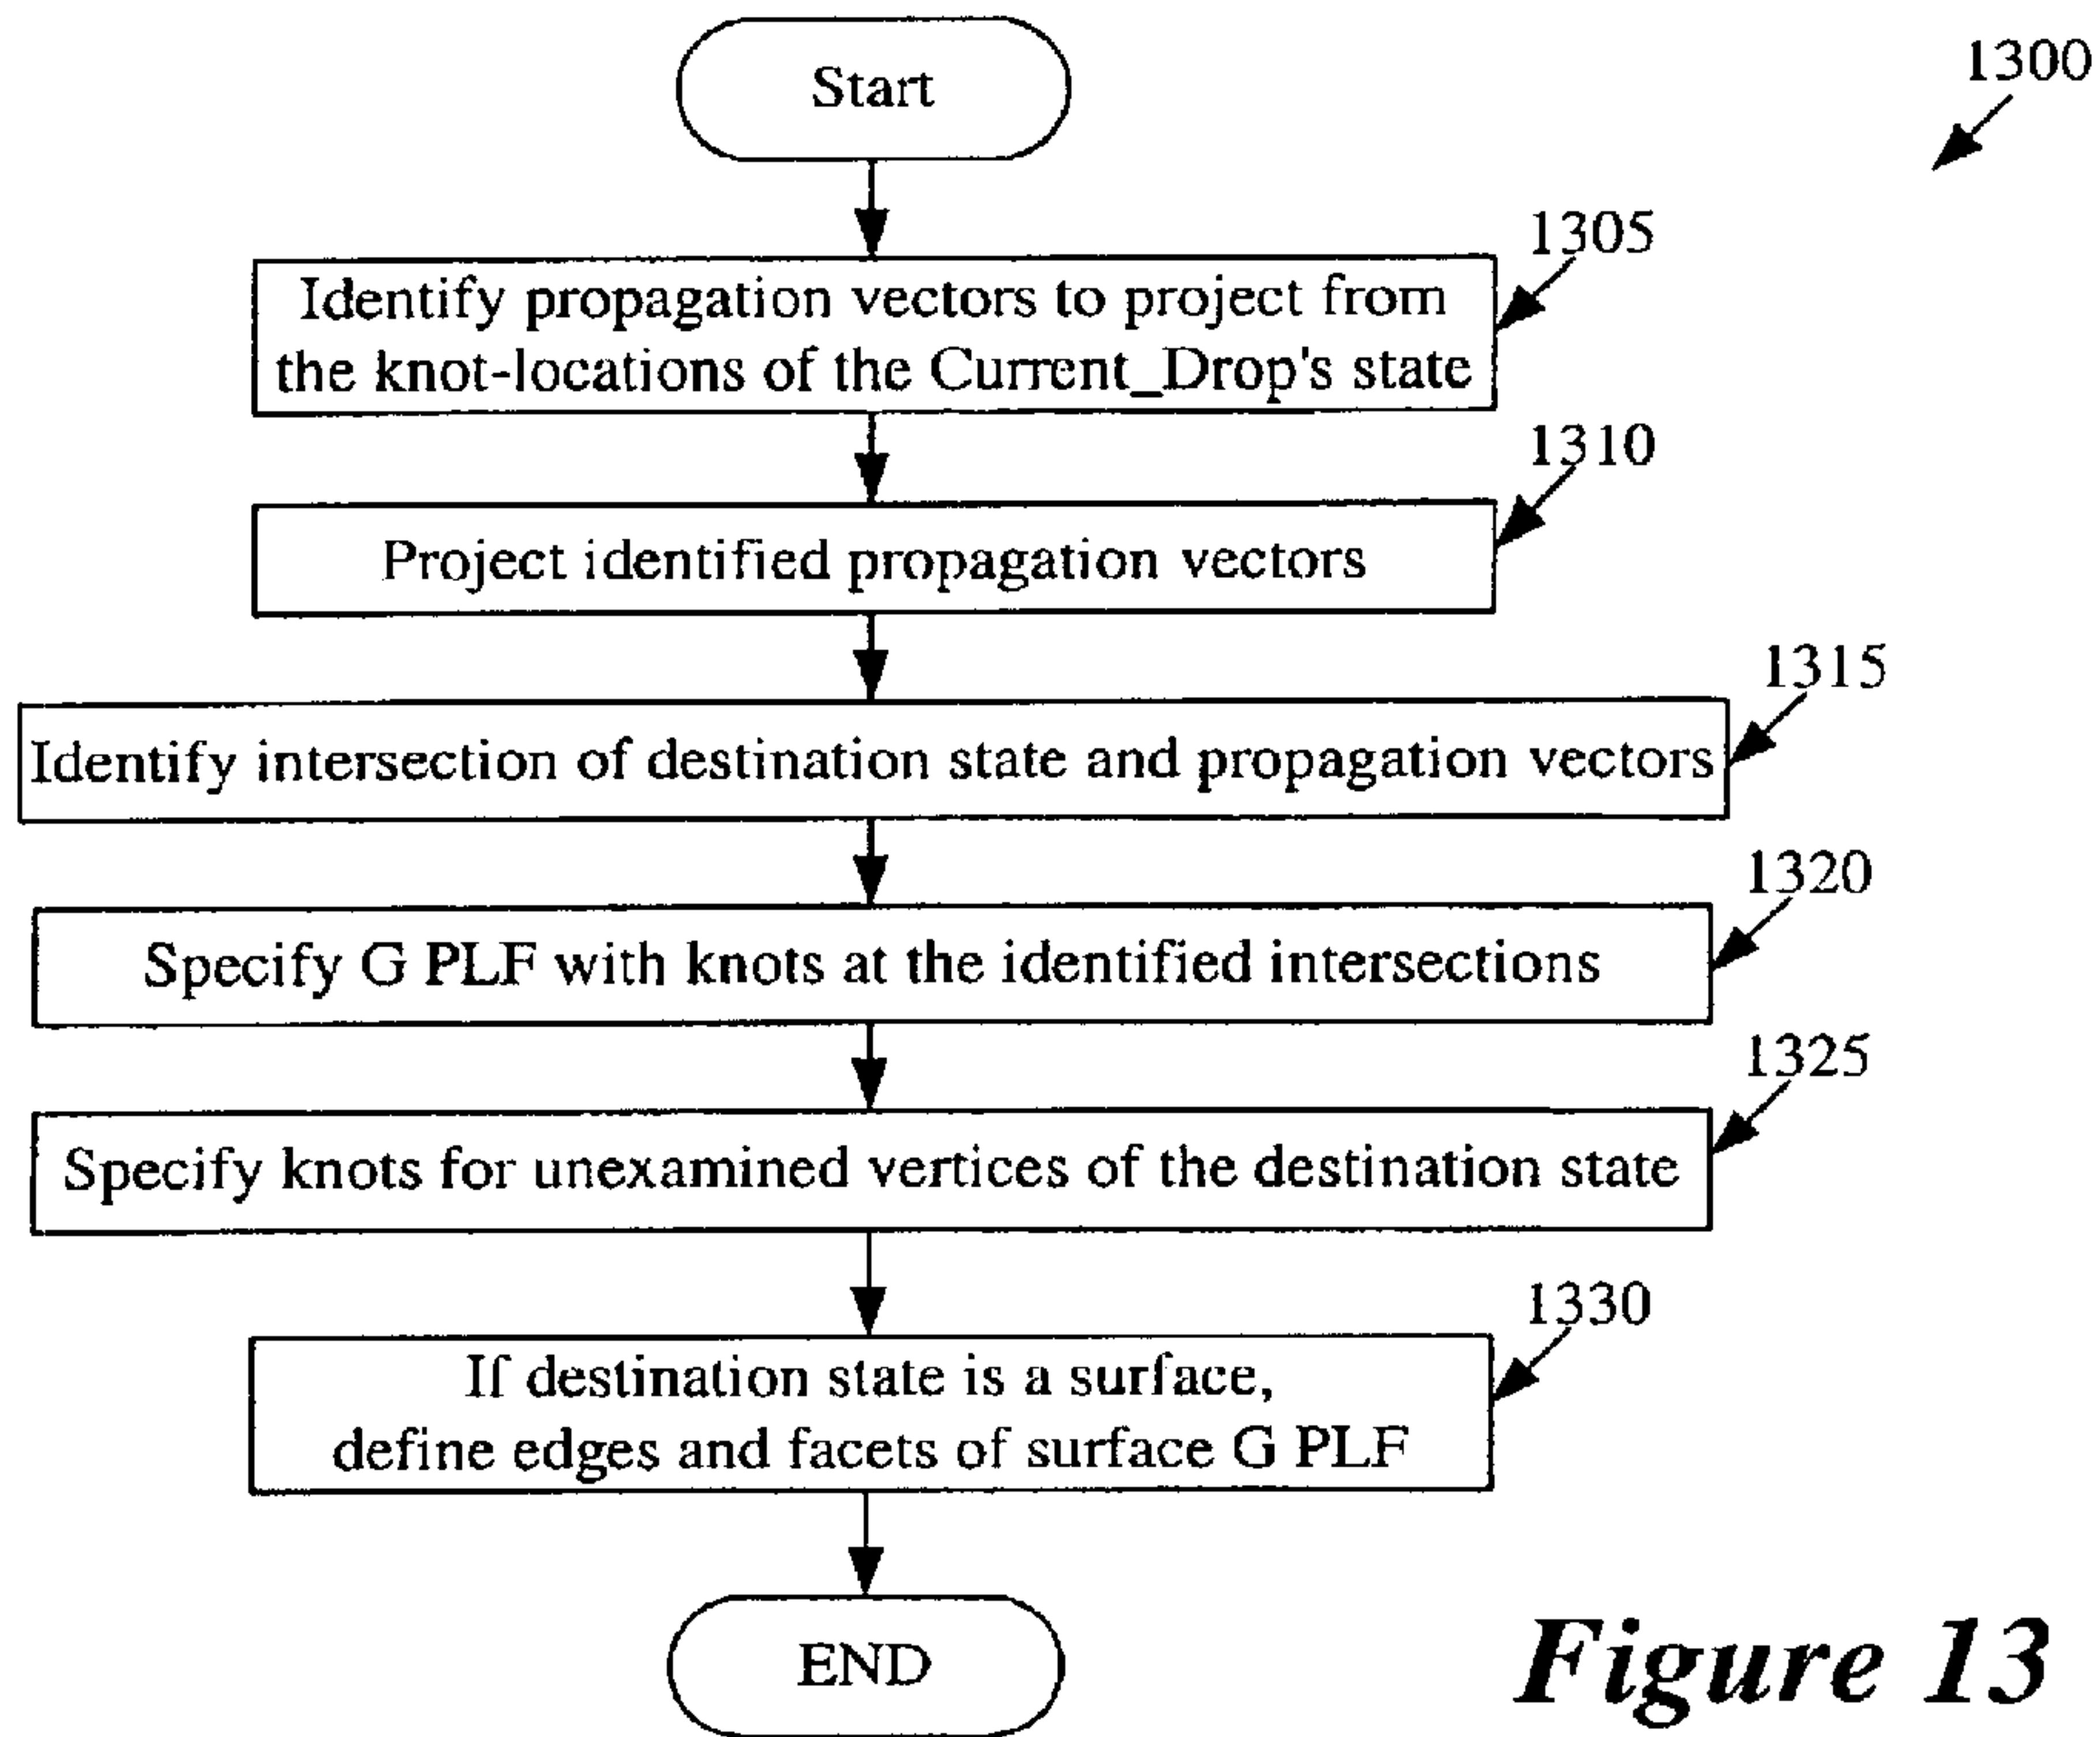 Start
1300
1305
Identify propagation vectors to project from
the knot-locations of the Current_Drop's state
1310
Project identified propagation vectors
1315
Identify intersection of destination state and propagation vectors
1320
Specify G PLF with knots at the identified intersections
1325
Specify knots for unexamined vertices of the destination state
1330
If destination state is a surface,
define edges and facets of surface G PLF
END
Figure 13